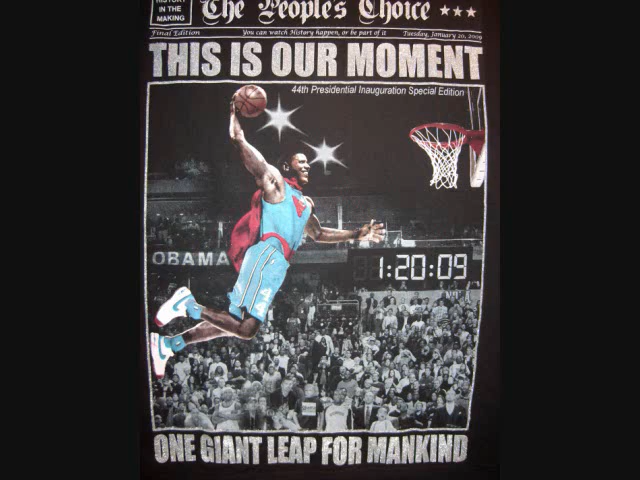 HISTORY
IN THE
MAKING
The People's Choice
Final Edition You can watch History happen, or be part of it Tuesday, January 20, 2009
THIS IS OUR MOMENT
44th Presidential Inauguration Special Edition
OBAMA
1:20:09
44
ONE GIANT LEAP FOR MANKIND